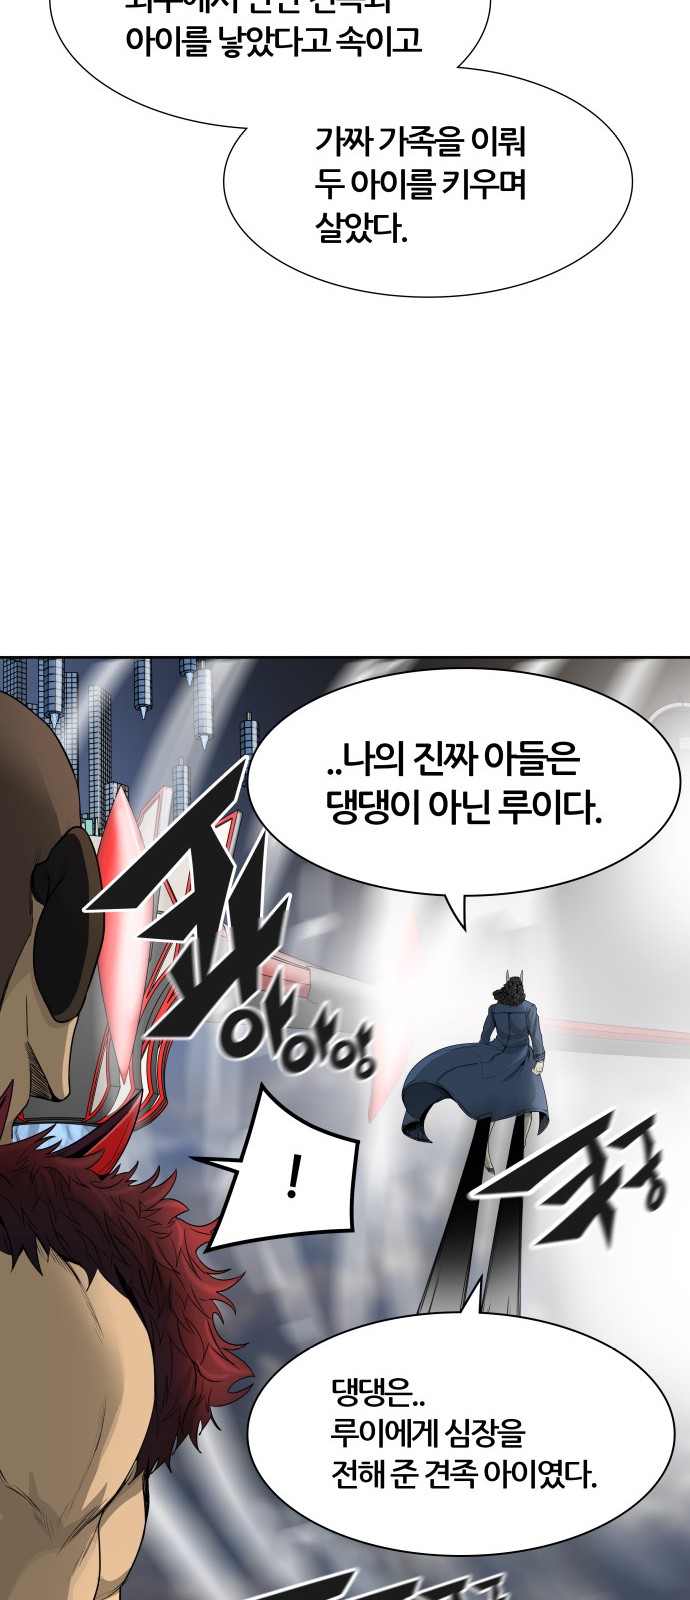 아이를 낳았다고 속이고
가짜 가족을 이뤄
두 아이를 키우며
살았다.
..나의 진짜 아들은
댕댕이 아닌 루이다.
콰
아아앙
!
쿠궁
댕댕은..
루이에게 심장을
전해 준 견족 아이였다.